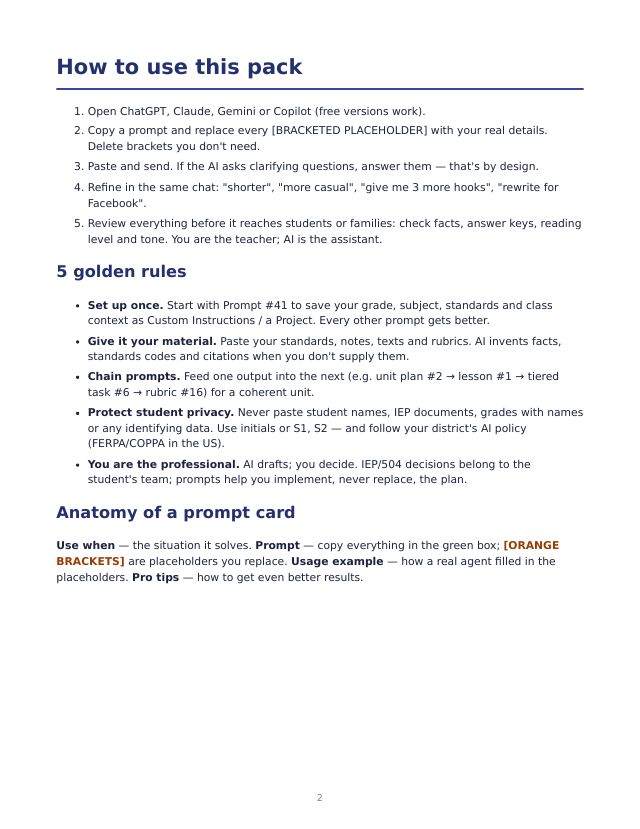 How to use this pack
1. Open ChatGPT, Claude, Gemini or Copilot (free versions work).
2. Copy a prompt and replace every [BRACKETED PLACEHOLDER] with your real details.
Delete brackets you don't need.
3. Paste and send. If the AI asks clarifying questions, answer them — that's by design.
4. Refine in the same chat: "shorter", "more casual", "give me 3 more hooks", "rewrite for
Facebook".
5. Review everything before it reaches students or families: check facts, answer keys, reading
level and tone. You are the teacher; AI is the assistant.
5 golden rules
• Set up once. Start with Prompt #41 to save your grade, subject, standards and class
context as Custom Instructions / a Project. Every other prompt gets better.
• Give it your material. Paste your standards, notes, texts and rubrics. AI invents facts,
standards codes and citations when you don't supply them.
• Chain prompts. Feed one output into the next (e.g. unit plan #2 → lesson #1 → tiered
task #6 → rubric #16) for a coherent unit.
• Protect student privacy. Never paste student names, IEP documents, grades with names
or any identifying data. Use initials or S1, S2 — and follow your district's AI policy
(FERPA/COPPA in the US).
• You are the professional. AI drafts; you decide. IEP/504 decisions belong to the
student's team; prompts help you implement, never replace, the plan.
Anatomy of a prompt card
Use when — the situation it solves. Prompt — copy everything in the green box; [ORANGE
BRACKETS] are placeholders you replace. Usage example — how a real agent filled in the
placeholders. Pro tips — how to get even better results.
2